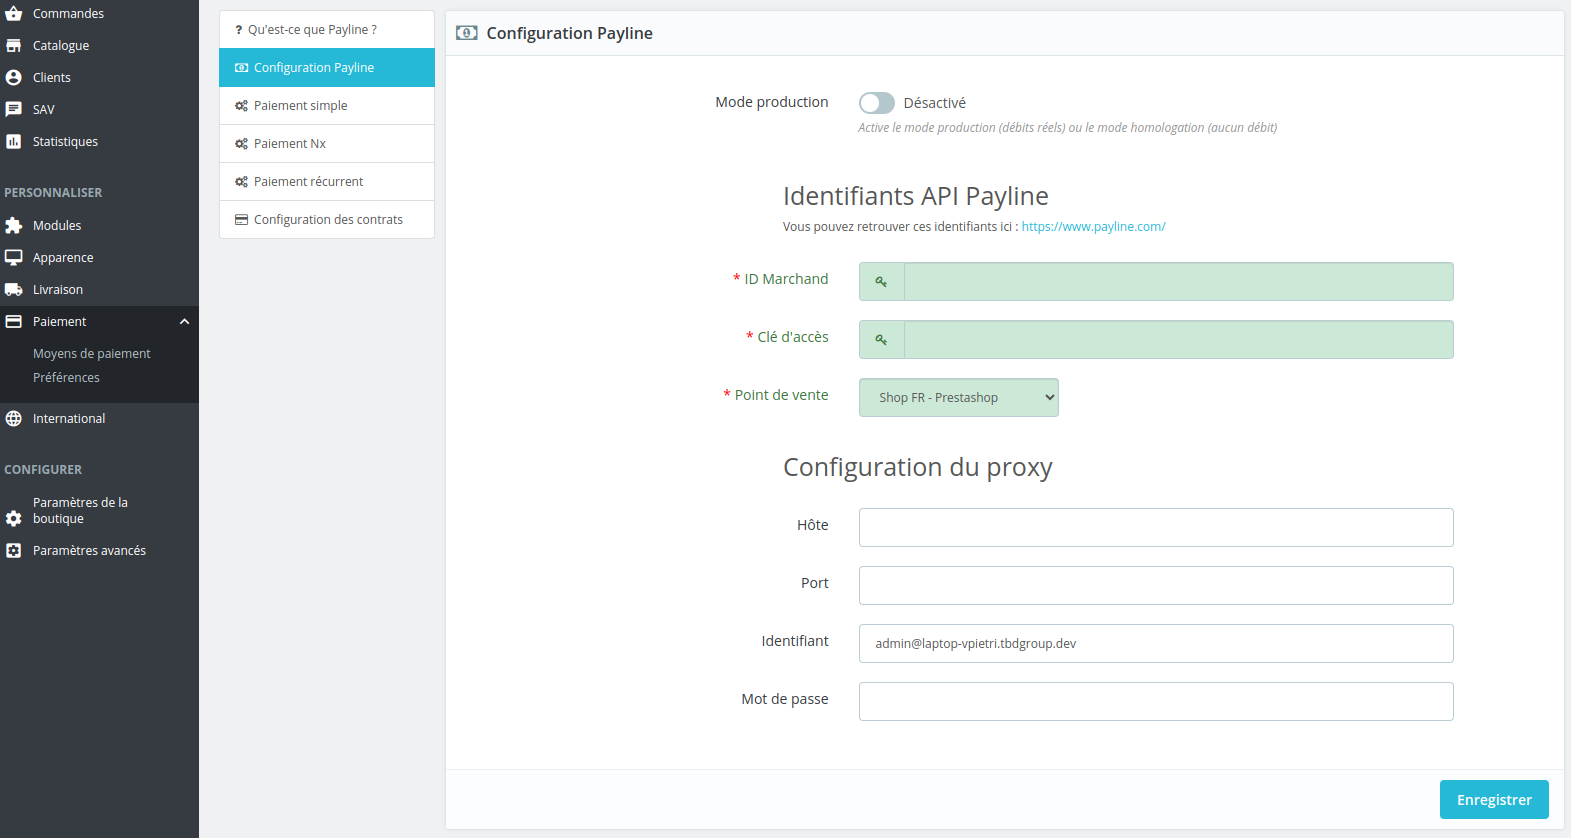 Commandes
Catalogue
Clients
SAV
Statistiques
PERSONNALISER
Modules
Apparence
Livraison
Paiement
Moyens de paiement
Préférences
International
CONFIGURER
Paramètres de la
boutique
Paramètres avancés
? Qu'est-ce que Payline ?
Configuration Payline
Paiement simple
Paiement Nx
Paiement récurrent
Configuration des contrats
Configuration Payline
Mode production Désactivé
Active le mode production (débits réels) ou le mode homologation (aucun débit)
Identifiants API Payline
Vous pouvez retrouver ces identifiants ici : https://www.payline.com/
* ID Marchand
* Clé d'accès
* Point de vente Shop FR - Prestashop
Configuration du proxy
Hôte
Port
Identifiant admin@laptop-vpietri.tbdgroup.dev
Mot de passe
Enregistrer